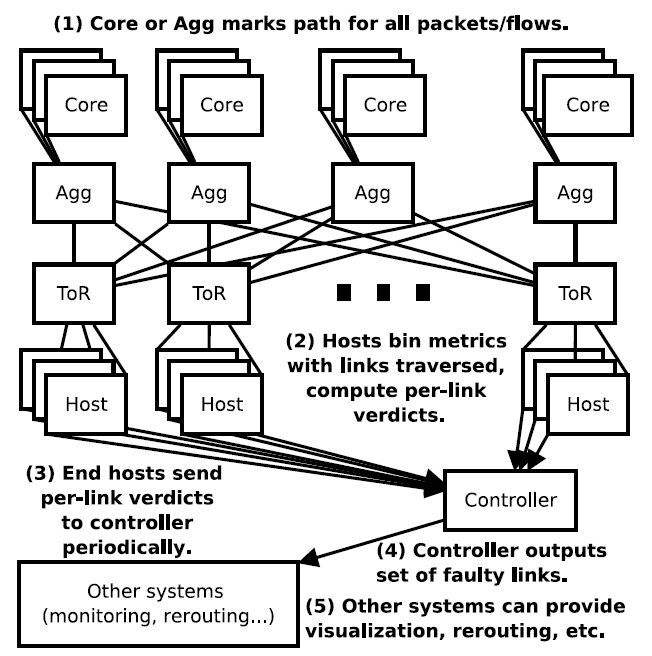 (1) Core or Agg marks path for all packets/flows.
Core
Core
Core
Core
Agg
Agg
Agg
Agg
ToR
ToR
ToR
(2) Hosts bin metrics
with links traversed,
compute per-link
verdicts.
Host
Host
Host
(3) End hosts send
per-link verdicts
to controller
periodically.
Controller
(4) Controller outputs
set of faulty links.
Other systems
(monitoring, rerouting...)
(5) Other systems can provide
visualization, rerouting, etc.